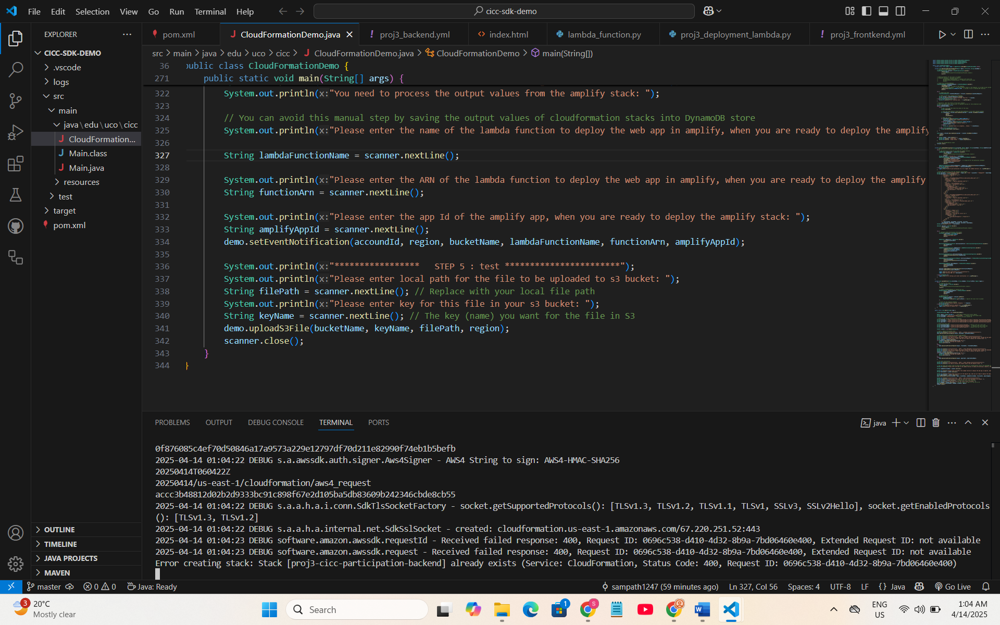 File Edit Selection View Go Run Terminal Help
cicc-sdk-demo
EXPLORER
CICC-SDK-DEMO
.vscode
logs
src
main
java\edu\uco\cicc
CloudFormation...
Main.class
Main.java
resources
test
target
pom.xml
OUTLINE
TIMELINE
JAVA PROJECTS
MAVEN
pom.xml CloudFormationDemo.java proj3_backend.yml index.html lambda_function.py proj3_deployment_lambda.py proj3_frontkend.yml
src > main > java > edu > uco > cicc > CloudFormationDemo.java > CloudFormationDemo > main(String[])
36 public class CloudFormationDemo {
271 public static void main(String[] args) {
322 System.out.println(x:"You need to process the output values from the amplify stack: ");
323
324 // You can avoid this manual step by saving the output values of cloudformation stacks into DynamoDB store
325 System.out.println(x:"Please enter the name of the lambda function to deploy the web app in amplify, when you are ready to deploy the amplify
326
327 String lambdaFunctionName = scanner.nextLine();
328
329 System.out.println(x:"Please enter the ARN of the lambda function to deploy the web app in amplify, when you are ready to deploy the amplify
330 String functionArn = scanner.nextLine();
331
332 System.out.println(x:"Please enter the app Id of the amplify app, when you are ready to deploy the amplify stack: ");
333 String amplifyAppId = scanner.nextLine();
334 demo.setEventNotification(accoundId, region, bucketName, lambdaFunctionName, functionArn, amplifyAppId);
335
336 System.out.println(x:"***************** STEP 5 : test ***********************");
337 System.out.println(x:"Please enter local path for the file to be uploaded to s3 bucket: ");
338 String filePath = scanner.nextLine(); // Replace with your local file path
339 System.out.println(x:"Please enter key for this file in your s3 bucket: ");
340 String keyName = scanner.nextLine(); // The key (name) you want for the file in S3
341 demo.uploadS3File(bucketName, keyName, filePath, region);
342 scanner.close();
343 }
344 }
PROBLEMS OUTPUT DEBUG CONSOLE TERMINAL PORTS
java
0f876085c4ef70d50846a17a9573a229e12797df70d211e82990f74eb1b5befb
2025-04-14 01:04:22 DEBUG s.a.awssdk.auth.signer.Aws4Signer - AWS4 String to sign: AWS4-HMAC-SHA256
20250414T060422Z
20250414/us-east-1/cloudformation/aws4_request
accc3b48812d02b2d9333bc91c898f67e2d105ba5db83609b242346cbde8cb55
2025-04-14 01:04:22 DEBUG s.a.a.h.a.i.conn.SdkTlsSocketFactory - socket.getSupportedProtocols(): [TLSv1.3, TLSv1.2, TLSv1.1, TLSv1, SSLv3, SSLv2Hello], socket.getEnabledProtocols
(): [TLSv1.3, TLSv1.2]
2025-04-14 01:04:22 DEBUG s.a.a.h.a.internal.net.SdkSslSocket - created: cloudformation.us-east-1.amazonaws.com/67.220.251.52:443
2025-04-14 01:04:23 DEBUG software.amazon.awssdk.requestId - Received failed response: 400, Request ID: 0696c538-d410-4d32-8b9a-7bd06460e400, Extended Request ID: not available
2025-04-14 01:04:23 DEBUG software.amazon.awssdk.request - Received failed response: 400, Request ID: 0696c538-d410-4d32-8b9a-7bd06460e400, Extended Request ID: not available
Error creating stack: Stack [proj3-cicc-participation-backend] already exists (Service: CloudFormation, Status Code: 400, Request ID: 0696c538-d410-4d32-8b9a-7bd06460e400)
master 0 0 Java: Ready sampath1247 (59 minutes ago) Ln 327, Col 56 Spaces: 4 UTF-8 LF {} Java Go Live
3
20°C
Mostly clear
Search
1
S
ENG
US
1:04 AM
4/14/2025